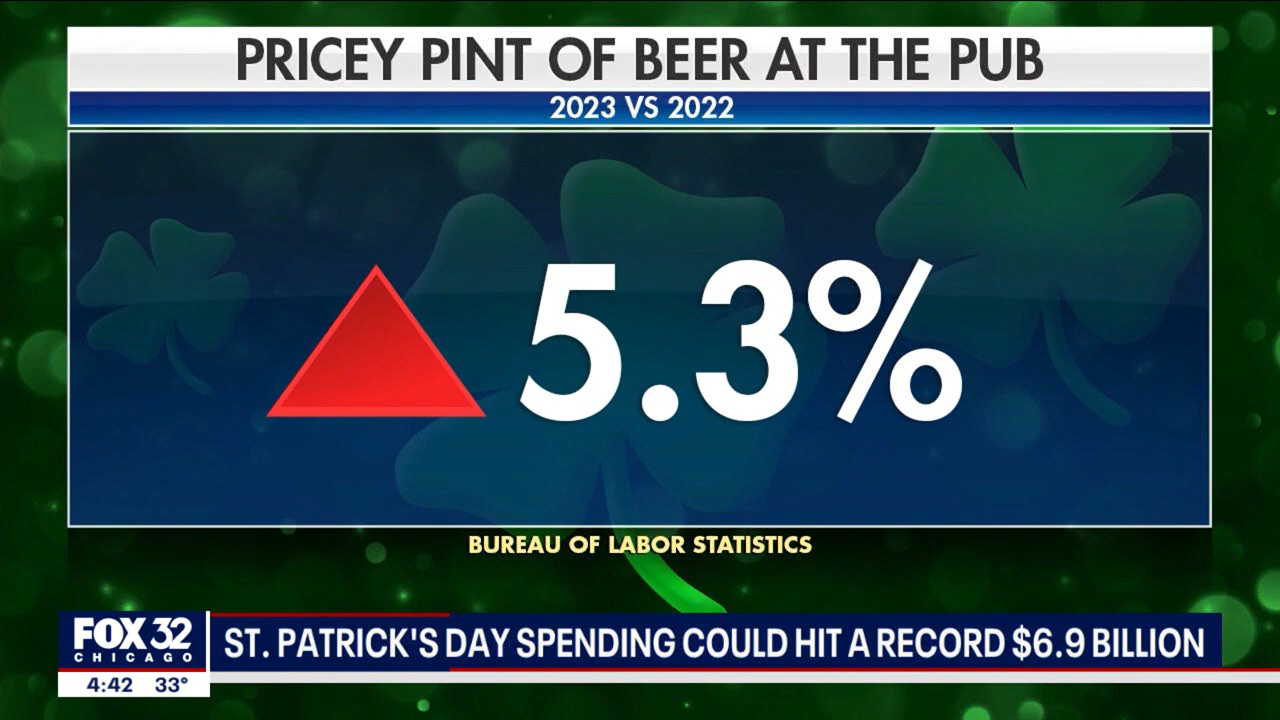 PRICEY PINT OF BEER AT THE PUB
2023 VS 2022
5.3%
BUREAU OF LABOR STATISTICS
FOX 32
CHICAGO
ST. PATRICK'S DAY SPENDING COULD HIT A RECORD $6.9 BILLION
4:42 33°